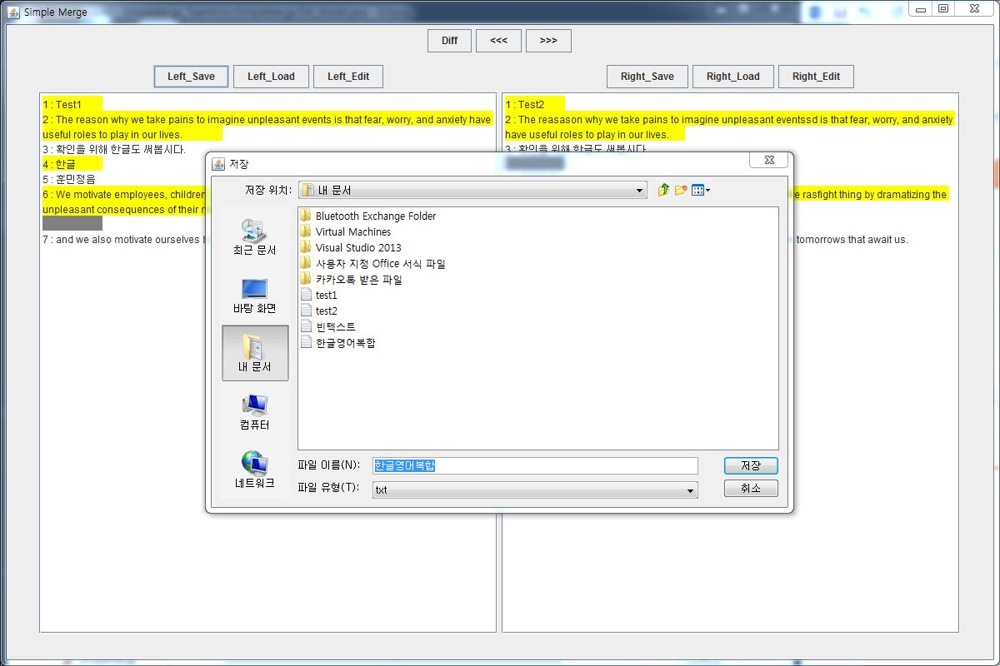 Simple Merge
Diff
<<<
>>>
Left_Save
Left_Load
Left_Edit
Right_Save
Right_Load
Right_Edit
1 : Test1
2 : The reason why we take pains to imagine unpleasant events is that fear, worry, and anxiety have
useful roles to play in our lives.
3 : 확인을 위해 한글도 써봅시다.
4 : 한글
5 : 훈민정음
6 : We motivate employees, children
unpleasant consequences of their
7 : and we also motivate ourselves
1 : Test2
2 : The reasason why we take pains to imagine unpleasant eventssd is that fear, worry, and anxiety
have useful roles to play in our lives.
3 : 확인을 위해 한글도 써봅시다
e rasfight thing by dramatizing the
tomorrows that await us.
저장
저장 위치:
내 문서
최근 문서
바탕 화면
내 문서
컴퓨터
네트워크
Bluetooth Exchange Folder
Virtual Machines
Visual Studio 2013
사용자 지정 Office 서식 파일
카카오톡 받은 파일
test1
test2
빈텍스트
한글영어복합
파일 이름(N):
한글영어복합
저장
파일 유형(T):
txt
취소